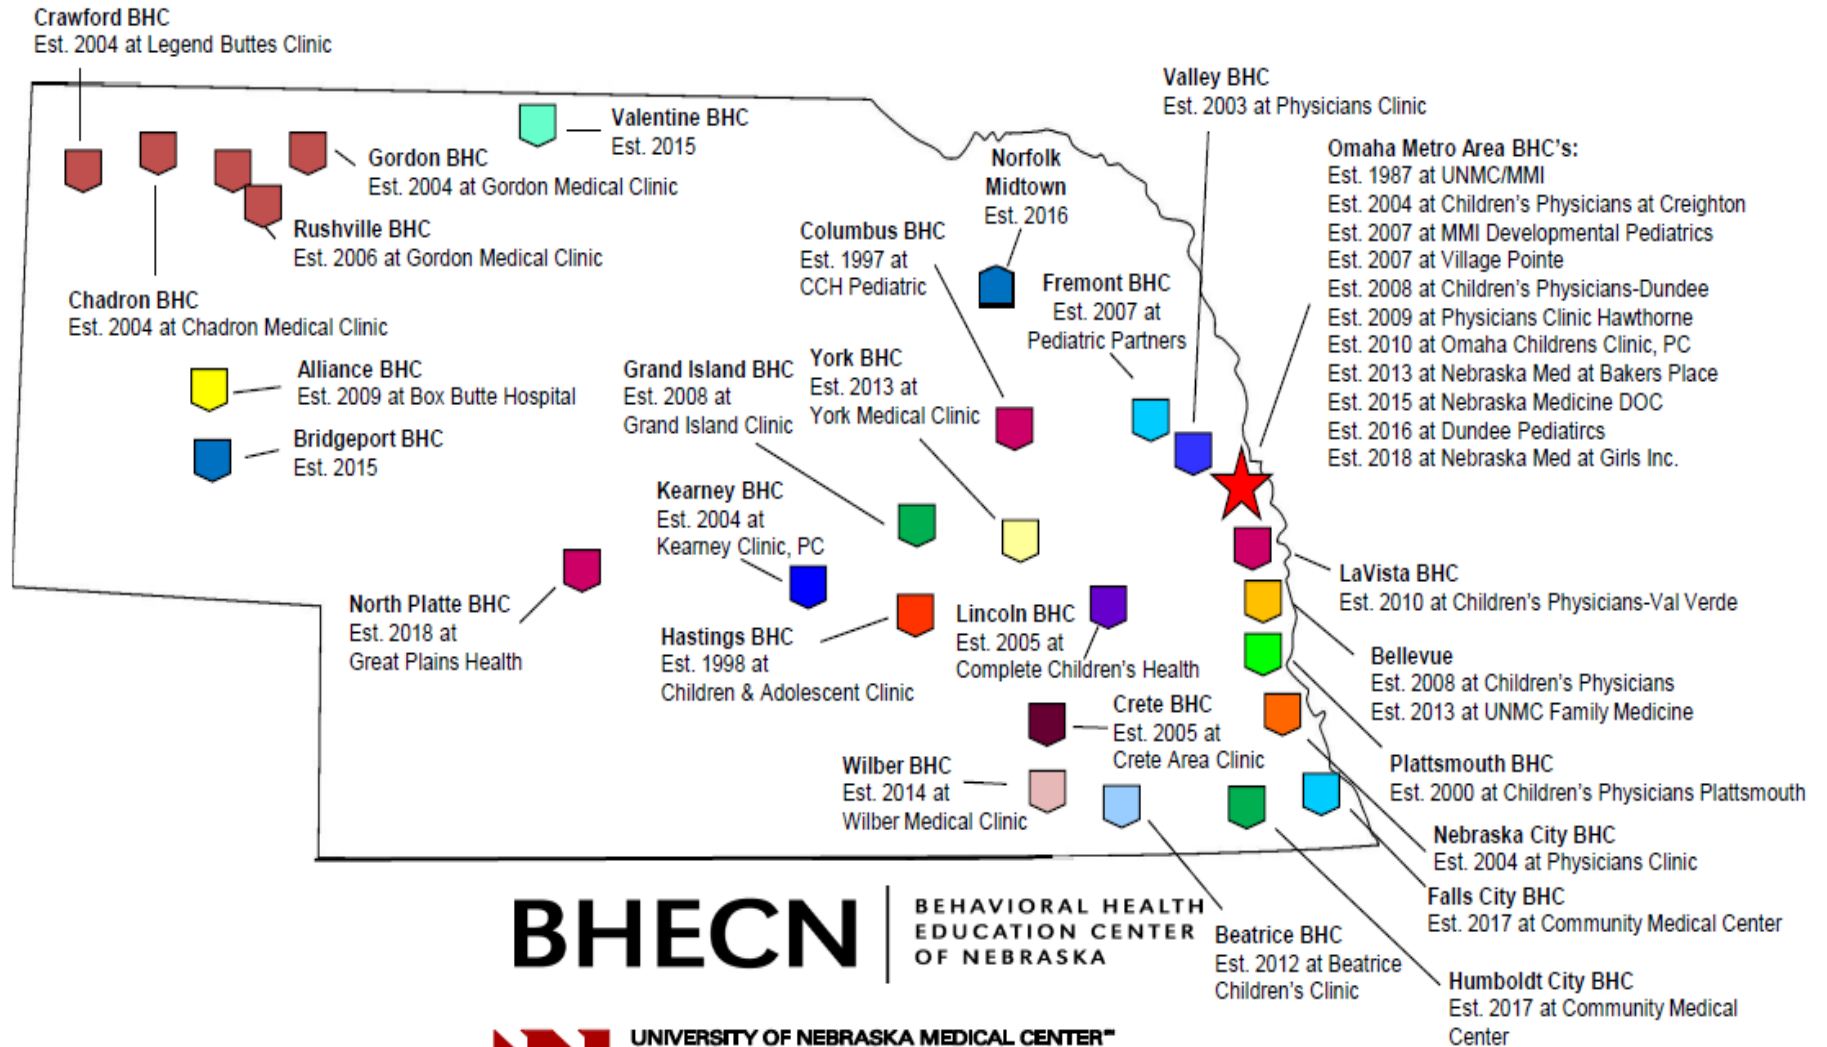 Crawford BHC
Est. 2004 at Legend Buttes Clinic
Valentine BHC
Est. 2015
Gordon BHC
Est. 2004 at Gordon Medical Clinic
Rushville BHC
Est. 2006 at Gordon Medical Clinic
Chadron BHC
Est. 2004 at Chadron Medical Clinic
Alliance BHC
Est. 2009 at Box Butte Hospital
Bridgeport BHC
Est. 2015
North Platte BHC
Est. 2018 at
Great Plains Health
Norfolk
Midtown
Est. 2016
Columbus BHC
Est. 1997 at
CCH Pediatric
Fremont BHC
Est. 2007 at
Pediatric Partners
Valley BHC
Est. 2003 at Physicians Clinic
Omaha Metro Area BHC's:
Est. 1987 at UNMC/MMI
Est. 2004 at Children's Physicians at Creighton
Est. 2007 at MMI Developmental Pediatrics
Est. 2007 at Village Pointe
Est. 2008 at Children's Physicians-Dundee
Est. 2009 at Physicians Clinic Hawthorne
Est. 2010 at Omaha Childrens Clinic, PC
Est. 2013 at Nebraska Med at Bakers Place
Est. 2015 at Nebraska Medicine DOC
Est. 2016 at Dundee Pediatircs
Est. 2018 at Nebraska Med at Girls Inc.
Grand Island BHC
Est. 2008 at
Grand Island Clinic
York BHC
Est. 2013 at
York Medical Clinic
Kearney BHC
Est. 2004 at
Kearney Clinic, PC
Hastings BHC
Est. 1998 at
Children & Adolescent Clinic
Lincoln BHC
Est. 2005 at
Complete Children's Health
Crete BHC
Est. 2005 at
Crete Area Clinic
Wilber BHC
Est. 2014 at
Wilber Medical Clinic
LaVista BHC
Est. 2010 at Children's Physicians-Val Verde
Bellevue
Est. 2008 at Children's Physicians
Est. 2013 at UNMC Family Medicine
Plattsmouth BHC
Est. 2000 at Children's Physicians Plattsmouth
Nebraska City BHC
Est. 2004 at Physicians Clinic
Falls City BHC
Est. 2017 at Community Medical Center
Humboldt City BHC
Est. 2017 at Community Medical
Center
Beatrice BHC
Est. 2012 at Beatrice
Children's Clinic
BHECN
BEHAVIORAL HEALTH
EDUCATION CENTER
OF NEBRASKA
UNIVERSITY OF NEBRASKA MEDICAL CENTER℠